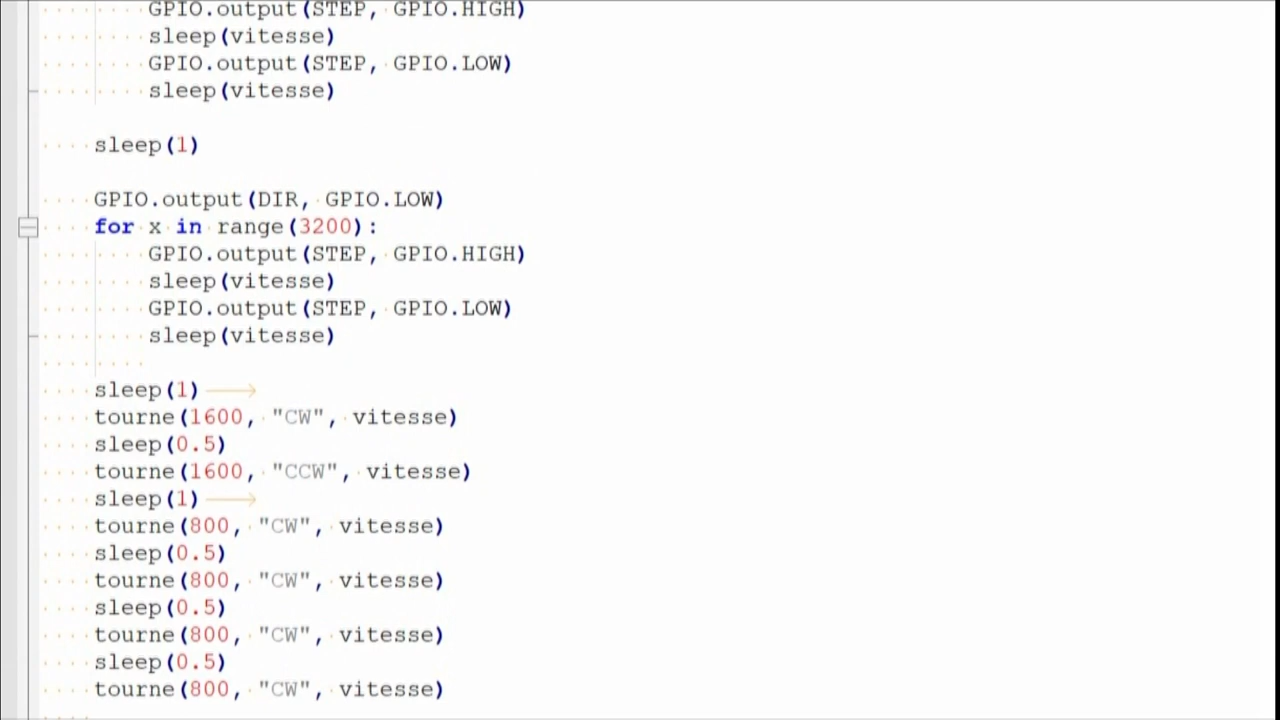 GPIO.output(STEP, GPIO.HIGH)
        sleep(vitesse)
        GPIO.output(STEP, GPIO.LOW)
        sleep(vitesse)

    sleep(1)

    GPIO.output(DIR, GPIO.LOW)
    for x in range(3200):
        GPIO.output(STEP, GPIO.HIGH)
        sleep(vitesse)
        GPIO.output(STEP, GPIO.LOW)
        sleep(vitesse)

    sleep(1)
    tourne(1600, "CW", vitesse)
    sleep(0.5)
    tourne(1600, "CCW", vitesse)
    sleep(1)
    tourne(800, "CW", vitesse)
    sleep(0.5)
    tourne(800, "CW", vitesse)
    sleep(0.5)
    tourne(800, "CW", vitesse)
    sleep(0.5)
    tourne(800, "CW", vitesse)